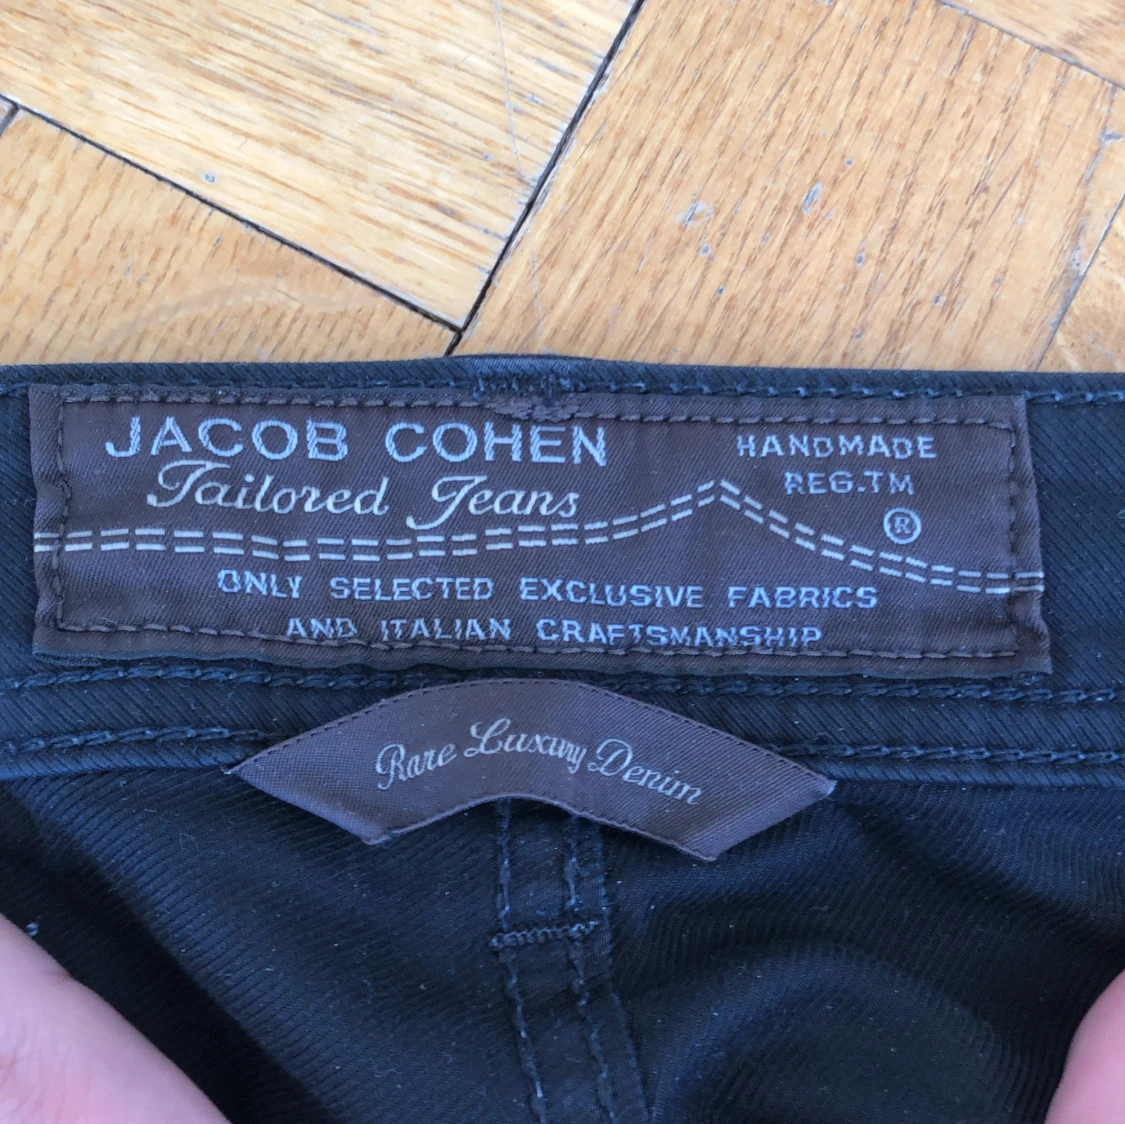 JACOB COHEN
Tailored Jeans
HANDMADE
REG.TM
®
ONLY SELECTED EXCLUSIVE FABRICS
AND ITALIAN CRAFTSMANSHIP
Rare Luxury Denim